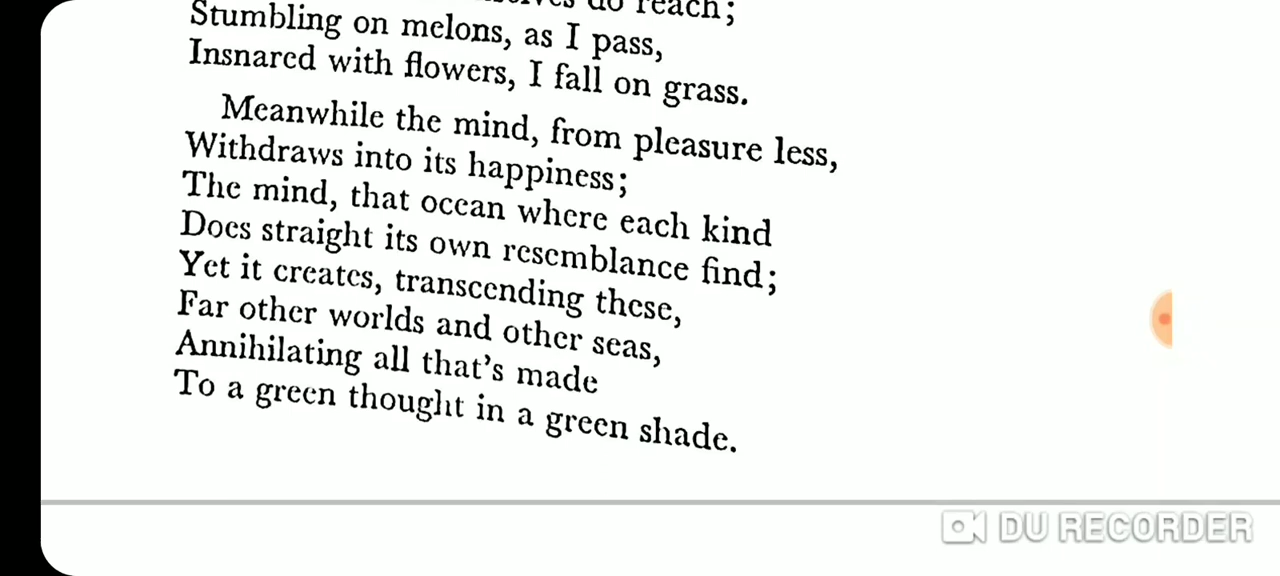 do reach;
Stumbling on melons, as I pass,
Insnared with flowers, I fall on grass.
Meanwhile the mind, from pleasure less,
Withdraws into its happiness;
The mind, that ocean where each kind
Does straight its own resemblance find;
Yet it creates, transcending these,
Far other worlds and other seas,
Annihilating all that's made
To a green thought in a green shade.
DU RECORDER